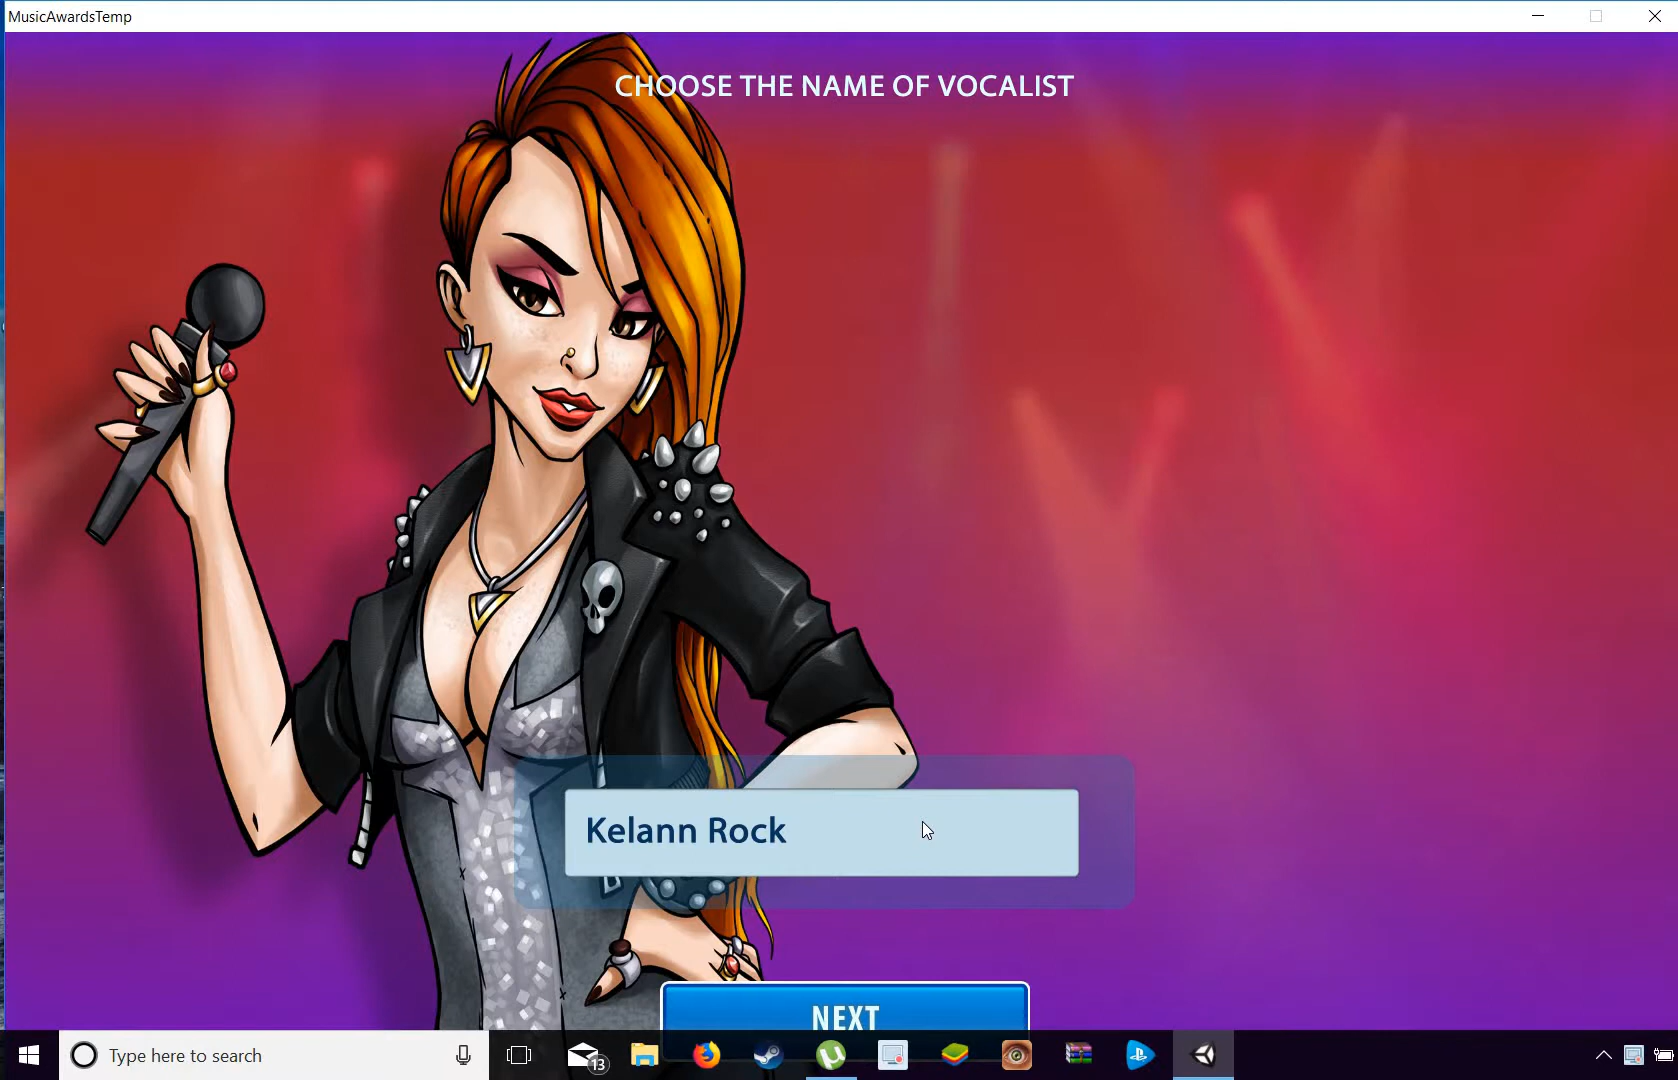 MusicAwardsTemp
CHOOSE THE NAME OF VOCALIST
Kelann Rock
NEXT
Type here to search
13